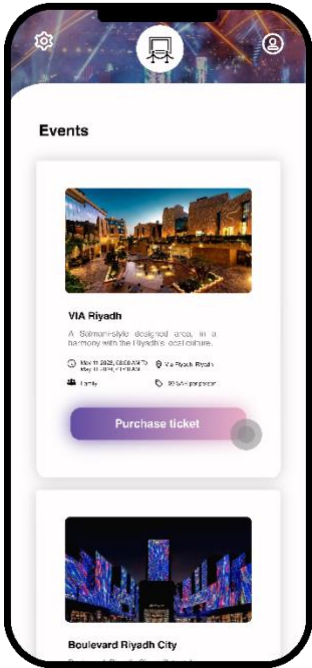 Events
VIA Riyadh
A Salmani-style designed area, in a
harmony with the Riyadh's local culture.
Via Riyadh, Riyadh
Family
Purchase ticket
Boulevard Riyadh City